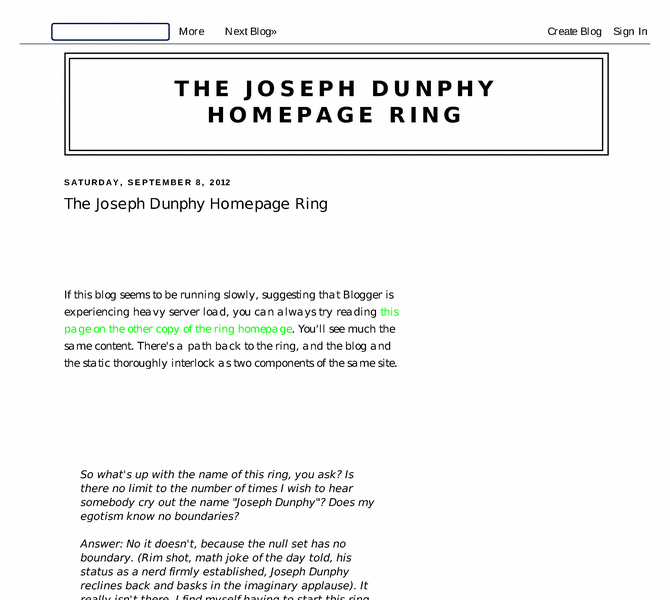 More Next Blog» Create Blog Sign In
THE JOSEPH DUNPHY
HOMEPAGE RING
SATURDAY, SEPTEMBER 8, 2012
The Joseph Dunphy Homepage Ring
If this blog seems to be running slowly, suggesting that Blogger is
experiencing heavy server load, you can always try reading this
page on the other copy of the ring homepage. You'll see much the
same content. There's a path back to the ring, and the blog and
the static thoroughly interlock as two components of the same site.
So what's up with the name of this ring, you ask? Is
there no limit to the number of times I wish to hear
somebody cry out the name "Joseph Dunphy"? Does my
egotism know no boundaries?
Answer: No it doesn't, because the null set has no
boundary. (Rim shot, math joke of the day told, his
status as a nerd firmly established, Joseph Dunphy
reclines back and basks in the imaginary applause). It
really isn't there. I find myself having to start this ring